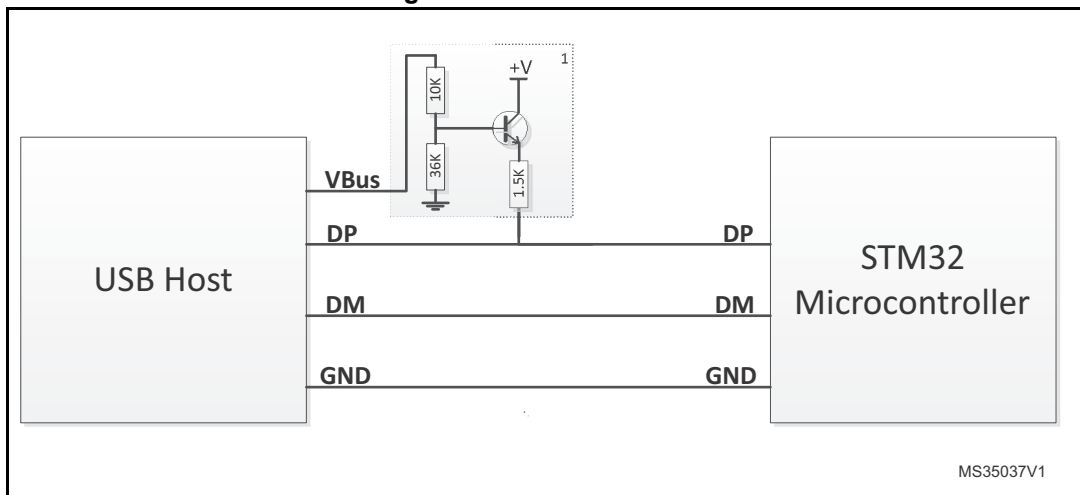 +V
1
10K
36K
1.5K
VBus
DP
DP
USB Host
STM32
Microcontroller
DM
DM
GND
GND
MS35037V1